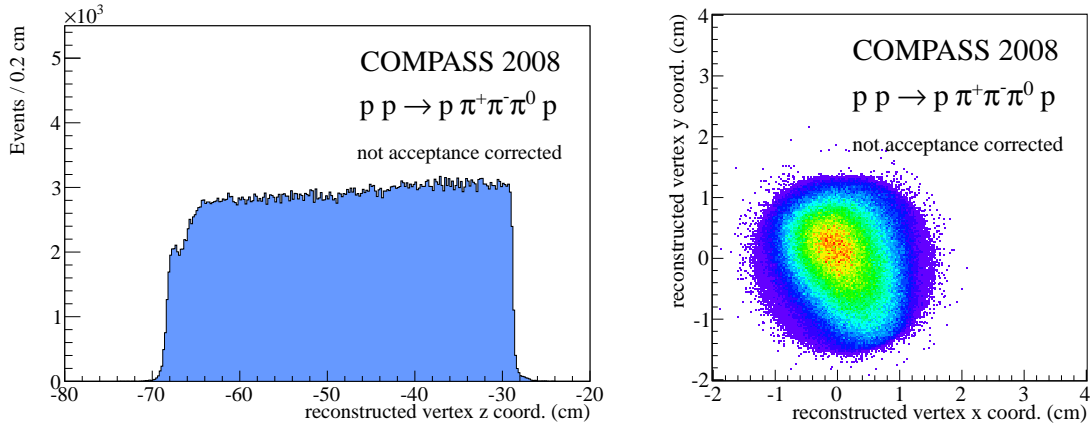 ×10³
5
4
3
2
1
0
-80
-70
-60
-50
-40
-30
-20
Events / 0.2 cm
reconstructed vertex z coord. (cm)
COMPASS 2008
p p → p π⁺π⁻π⁰ p
not acceptance corrected
4
3
2
1
0
-1
-2
-2
-1
0
1
2
3
4
reconstructed vertex y coord. (cm)
reconstructed vertex x coord. (cm)
COMPASS 2008
p p → p π⁺π⁻π⁰ p
not acceptance corrected